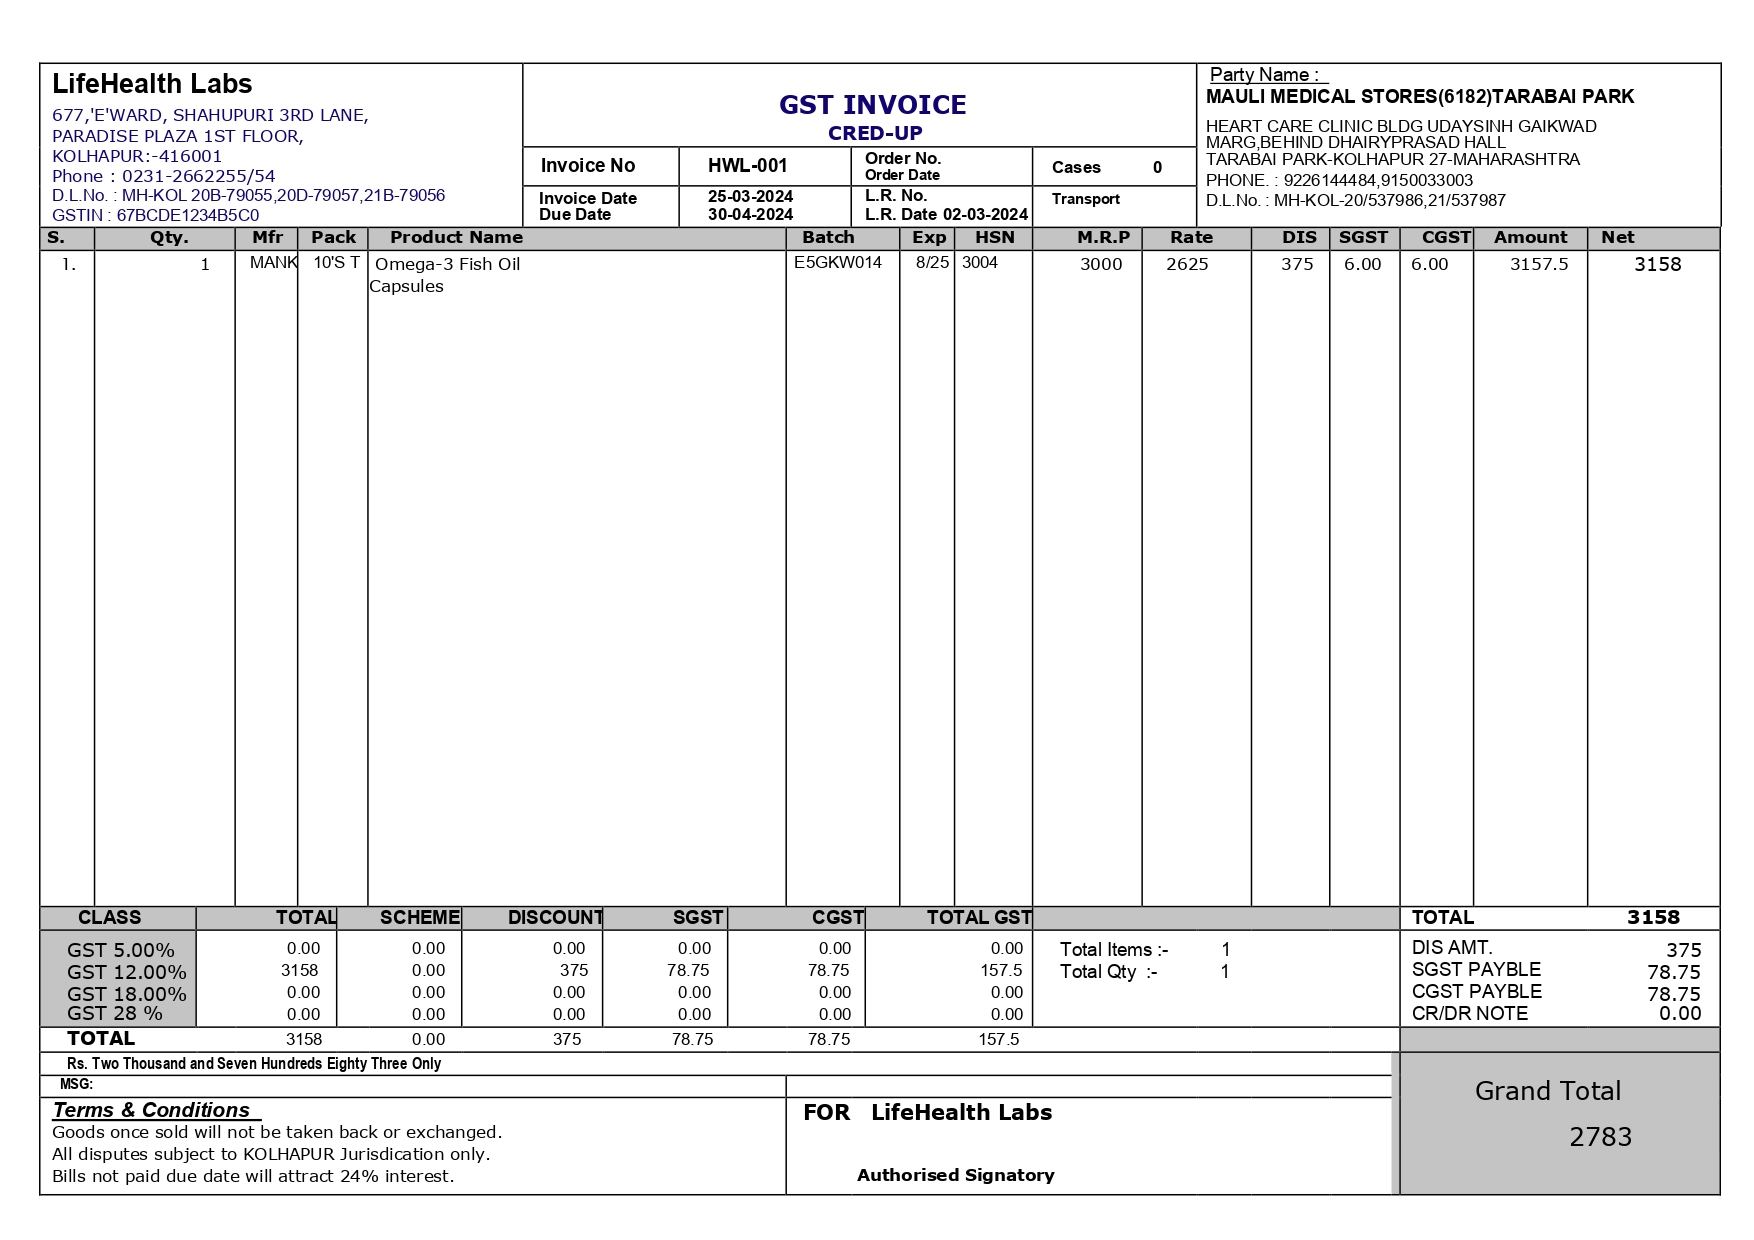 LifeHealth Labs
677,'E'WARD, SHAHUPURI 3RD LANE,
PARADISE PLAZA 1ST FLOOR,
KOLHAPUR:-416001
Phone : 0231-2662255/54
D.L.No. : MH-KOL 20B-79055,20D-79057,21B-79056
GSTIN : 67BCDE1234B5C0
GST INVOICE
CRED-UP
Invoice No HWL-001 Order No. Cases 0
Order Date
Invoice Date 25-03-2024 L.R. No. Transport
Due Date 30-04-2024 L.R. Date 02-03-2024
Party Name :
MAULI MEDICAL STORES(6182)TARABAI PARK
HEART CARE CLINIC BLDG UDAYSINH GAIKWAD
MARG,BEHIND DHAIRYPRASAD HALL
TARABAI PARK-KOLHAPUR 27-MAHARASHTRA
PHONE. : 9226144484,9150033003
D.L.No. : MH-KOL-20/537986,21/537987
S. Qty. Mfr Pack Product Name Batch Exp HSN M.R.P Rate DIS SGST CGST Amount Net
1. 1 MANK 10'S T Omega-3 Fish Oil E5GKW014 8/25 3004 3000 2625 375 6.00 6.00 3157.5 3158
Capsules
CLASS TOTAL SCHEME DISCOUNT SGST CGST TOTAL GST
GST 5.00% 0.00 0.00 0.00 0.00 0.00 0.00
GST 12.00% 3158 0.00 375 78.75 78.75 157.5
GST 18.00% 0.00 0.00 0.00 0.00 0.00 0.00
GST 28 % 0.00 0.00 0.00 0.00 0.00 0.00
TOTAL 3158 0.00 375 78.75 78.75 157.5
Total Items :- 1
Total Qty :- 1
TOTAL 3158
DIS AMT. 375
SGST PAYBLE 78.75
CGST PAYBLE 78.75
CR/DR NOTE 0.00
Rs. Two Thousand and Seven Hundreds Eighty Three Only
MSG:
Terms & Conditions
Goods once sold will not be taken back or exchanged.
All disputes subject to KOLHAPUR Jurisdication only.
Bills not paid due date will attract 24% interest.
FOR LifeHealth Labs
Authorised Signatory
Grand Total
2783